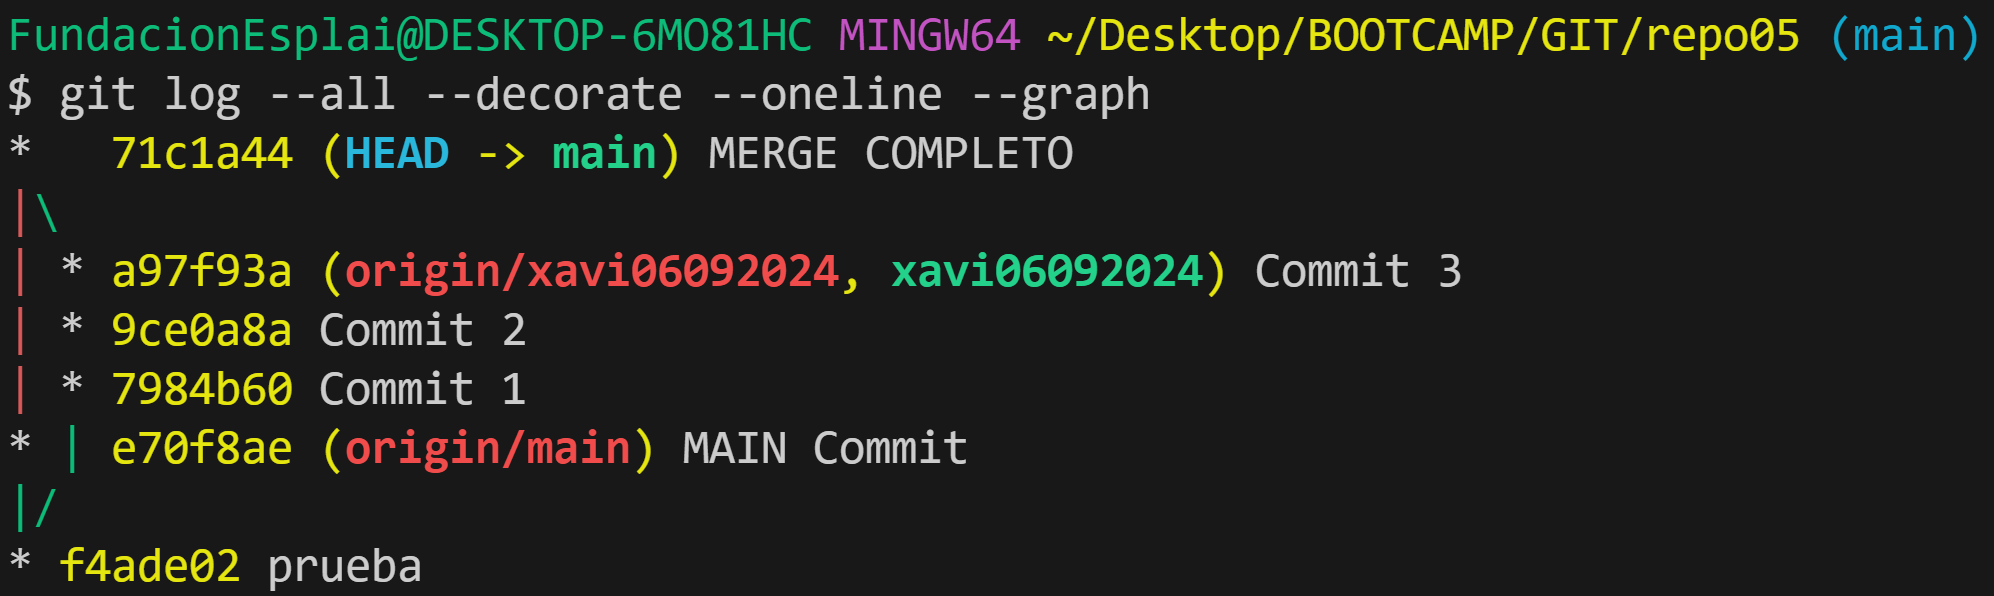 FundacionEsplai@DESKTOP-6MO81HC MINGW64 ~/Desktop/BOOTCAMP/GIT/repo05 (main)
$ git log --all --decorate --oneline --graph
*   71c1a44 (HEAD -> main) MERGE COMPLETO
|\
| * a97f93a (origin/xavi06092024, xavi06092024) Commit 3
| * 9ce0a8a Commit 2
| * 7984b60 Commit 1
* | e70f8ae (origin/main) MAIN Commit
|/
* f4ade02 prueba